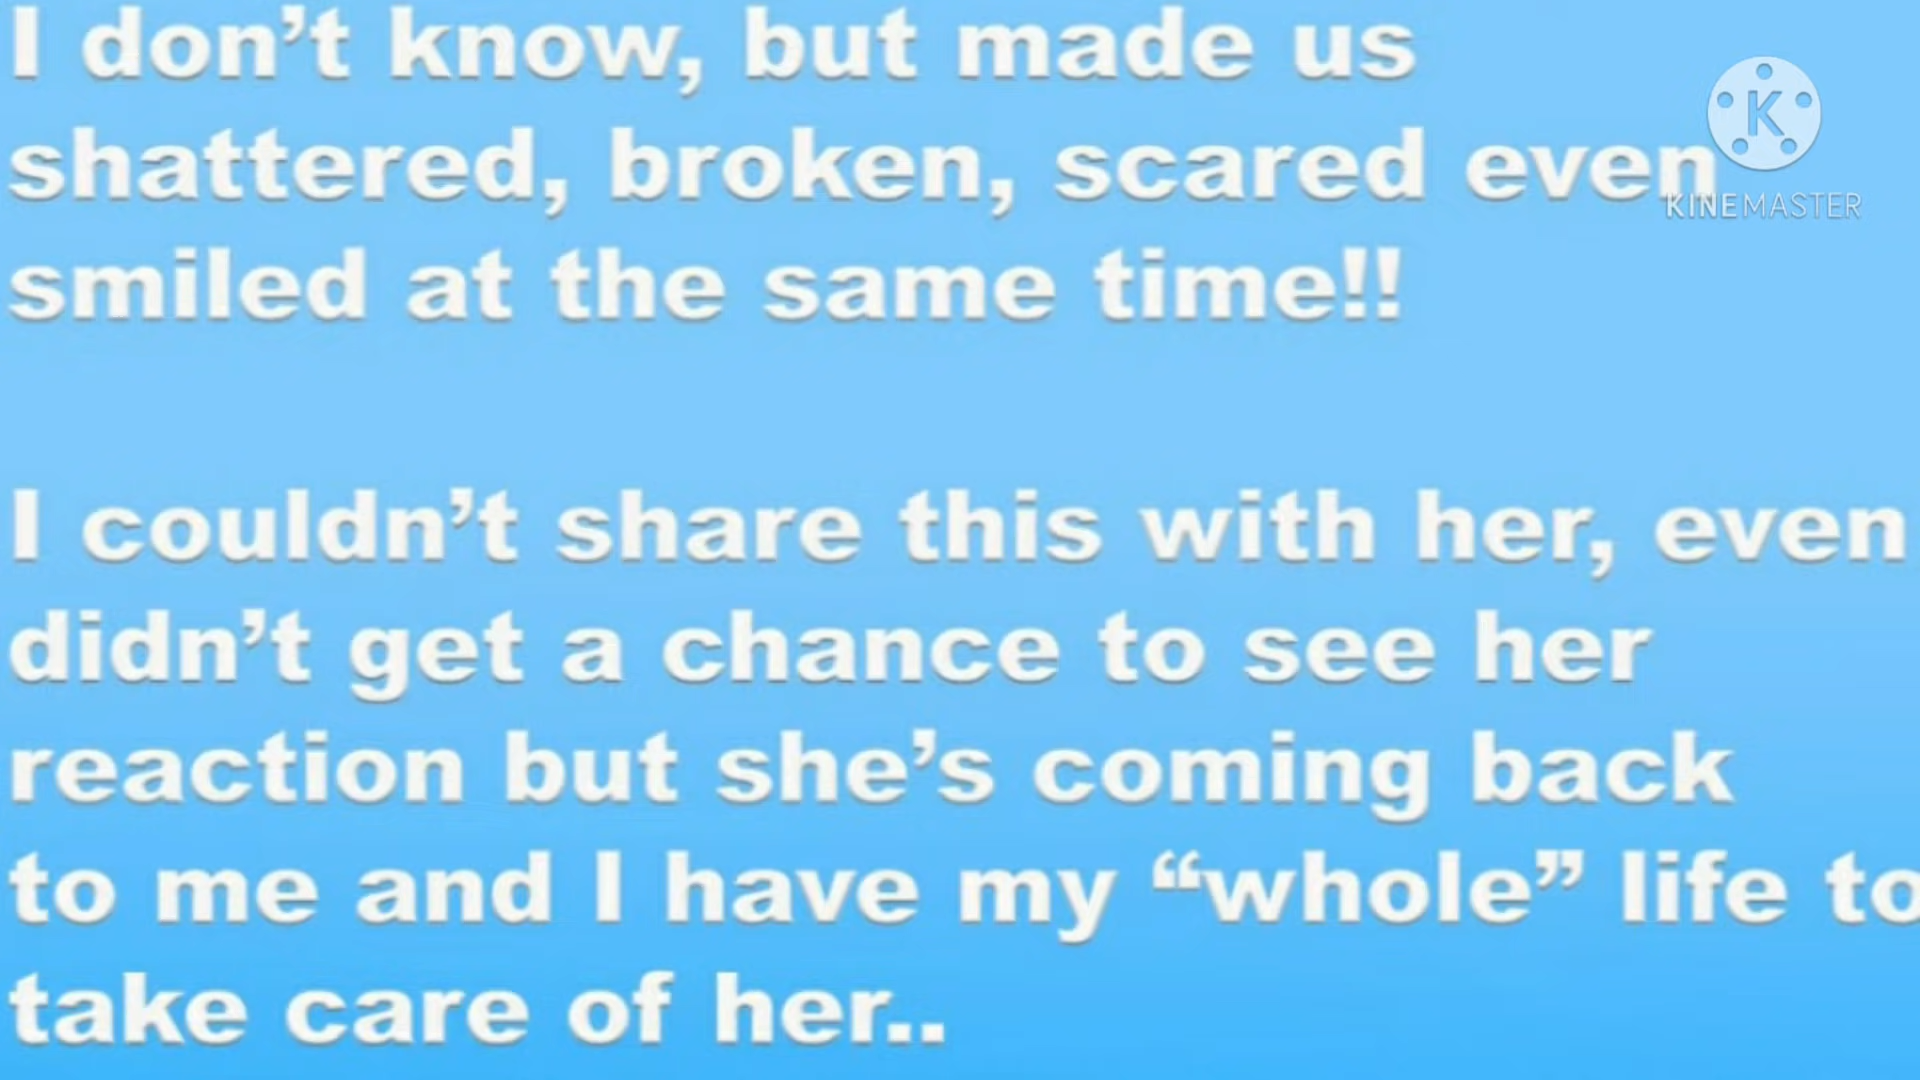 I don’t know, but made us
shattered, broken, scared even
smiled at the same time!!
I couldn’t share this with her, even
didn’t get a chance to see her
reaction but she’s coming back
to me and I have my “whole” life to
take care of her..
K
KINEMASTER